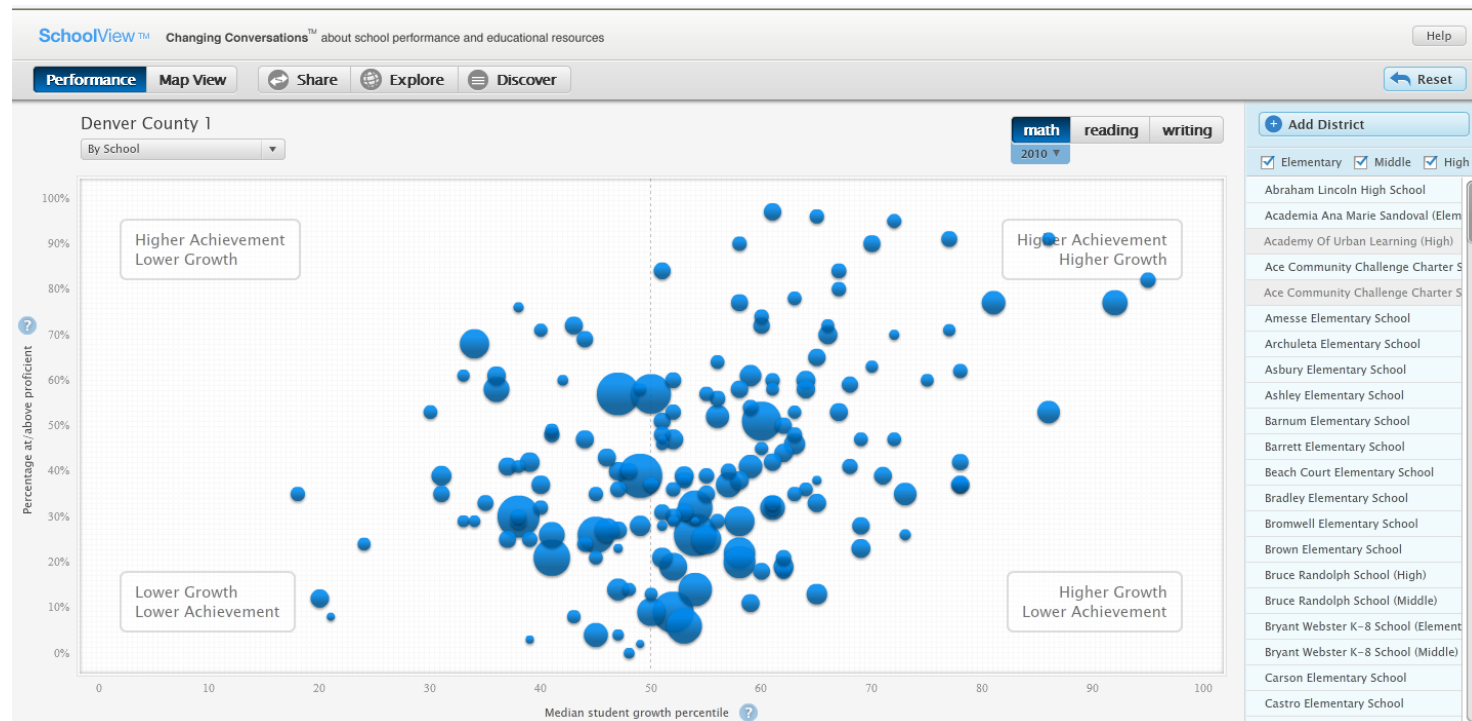 SchoolView TM Changing Conversations™ about school performance and educational resources
Help
Performance Map View Share Explore Discover
Reset
Denver County 1
By School
math reading writing
2010
Add District
Elementary Middle High
Abraham Lincoln High School
Academia Ana Marie Sandoval (Elem
Academy Of Urban Learning (High)
Ace Community Challenge Charter S
Ace Community Challenge Charter S
Amesse Elementary School
Archuleta Elementary School
Asbury Elementary School
Ashley Elementary School
Barnum Elementary School
Barrett Elementary School
Beach Court Elementary School
Bradley Elementary School
Bromwell Elementary School
Brown Elementary School
Bruce Randolph School (High)
Bruce Randolph School (Middle)
Bryant Webster K-8 School (Element
Bryant Webster K-8 School (Middle)
Carson Elementary School
Castro Elementary School
100%
90%
80%
70%
60%
50%
40%
30%
20%
10%
0%
?
Percentage at/above proficient
Higher Achievement
Lower Growth
Higher Achievement
Higher Growth
Lower Growth
Lower Achievement
Higher Growth
Lower Achievement
0 10 20 30 40 50 60 70 80 90 100
Median student growth percentile ?